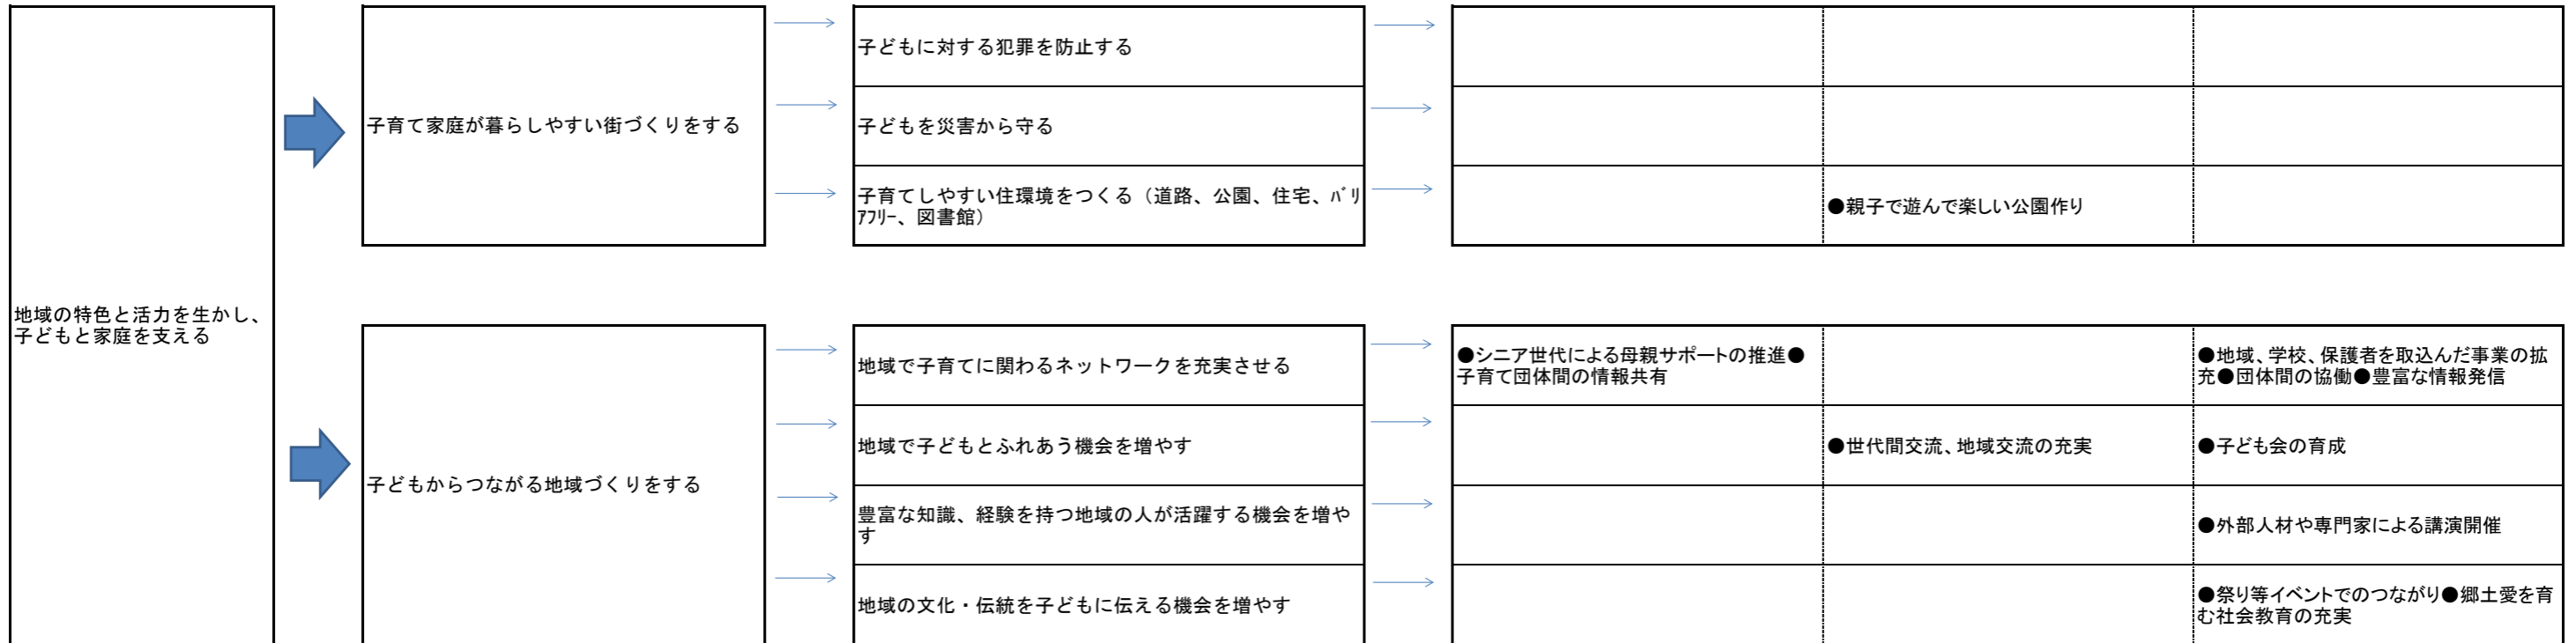 地域の特色と活力を生かし、
子どもと家庭を支える
子育て家庭が暮らしやすい街づくりをする
子どもに対する犯罪を防止する
子どもを災害から守る
子育てしやすい住環境をつくる（道路、公園、住宅、ﾊﾞﾘ
ｱﾌﾘｰ、図書館）
●親子で遊んで楽しい公園作り
子どもからつながる地域づくりをする
地域で子育てに関わるネットワークを充実させる
●シニア世代による母親サポートの推進●
子育て団体間の情報共有
●地域、学校、保護者を取込んだ事業の拡
充●団体間の協働●豊富な情報発信
地域で子どもとふれあう機会を増やす
●世代間交流、地域交流の充実
●子ども会の育成
豊富な知識、経験を持つ地域の人が活躍する機会を増や
す
●外部人材や専門家による講演開催
地域の文化・伝統を子どもに伝える機会を増やす
●祭り等イベントでのつながり●郷土愛を育
む社会教育の充実